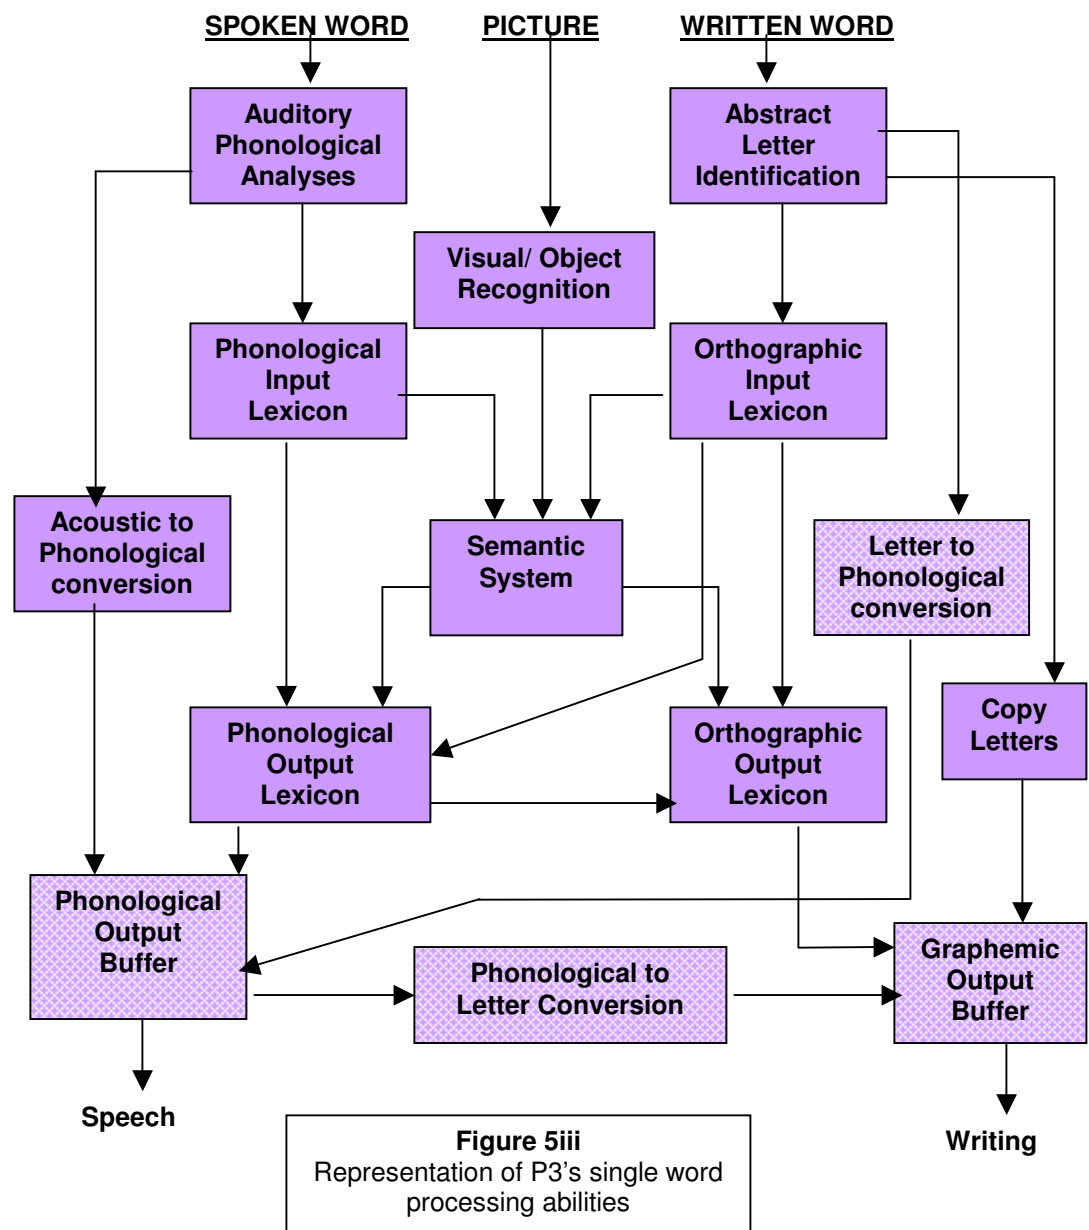 SPOKEN WORD
PICTURE
WRITTEN WORD
Auditory
Phonological
Analyses
Abstract
Letter
Identification
Visual/ Object
Recognition
Phonological
Input
Lexicon
Orthographic
Input
Lexicon
Acoustic to
Phonological
conversion
Semantic
System
Letter to
Phonological
conversion
Phonological
Output
Lexicon
Orthographic
Output
Lexicon
Copy
Letters
Phonological
Output
Buffer
Phonological to
Letter Conversion
Graphemic
Output
Buffer
Speech
Writing
Figure 5iii
Representation of P3’s single word
processing abilities